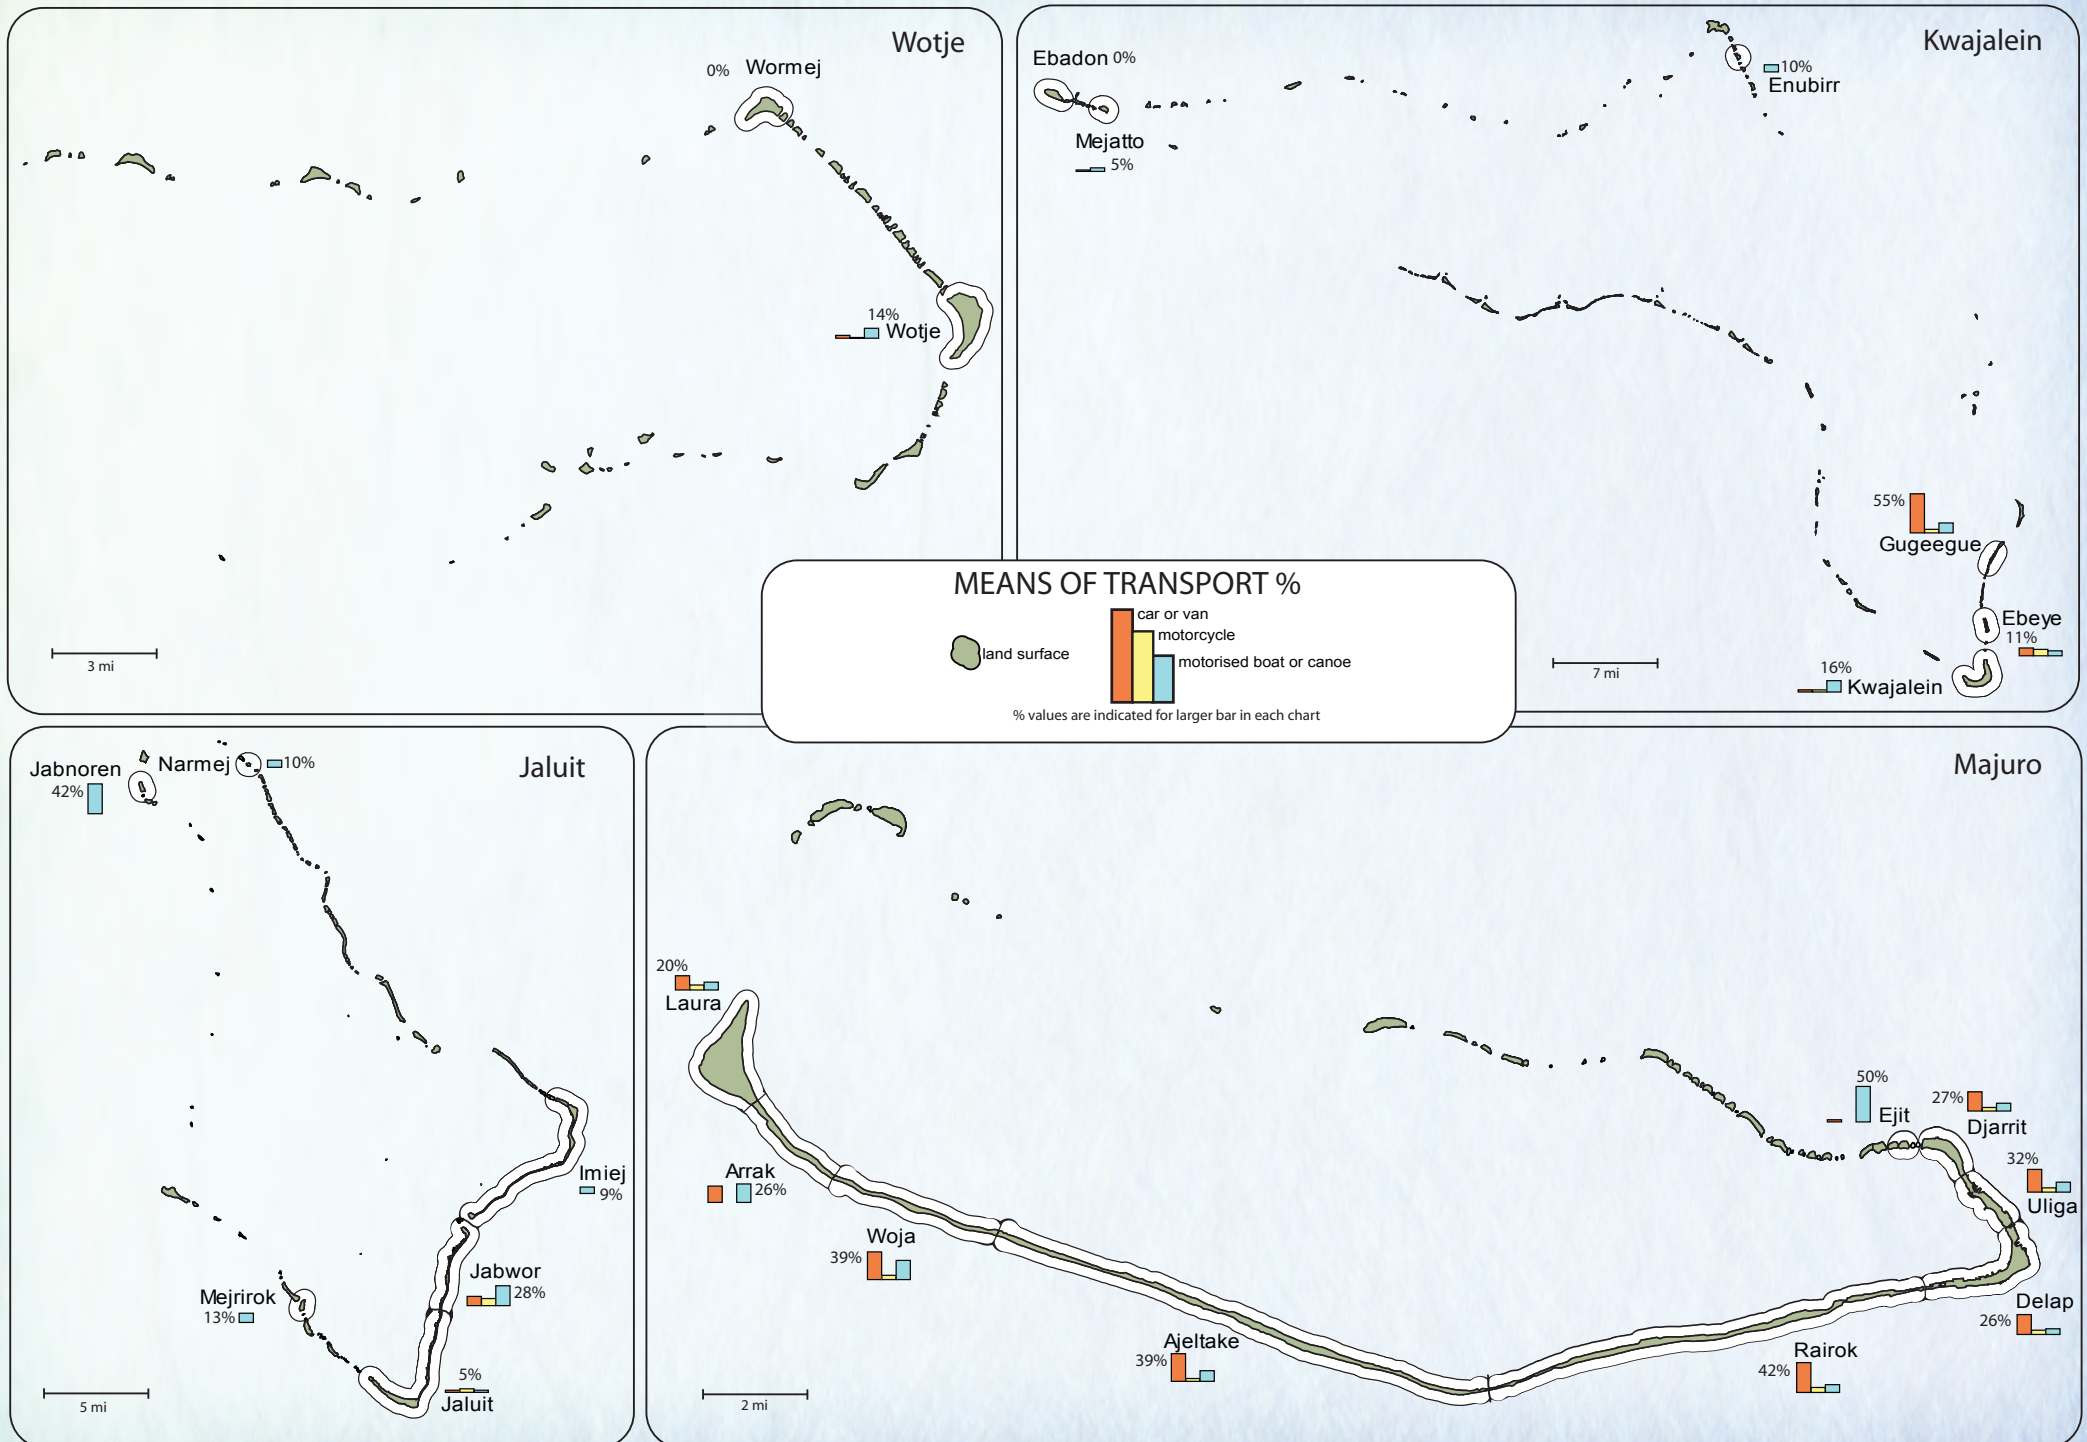 Wotje
0% Wormej
14%
Wotje
3 mi
Kwajalein
Ebadon 0%
10%
Enubirr
Mejatto
5%
55%
Gugeegue
Ebeye
11%
16%
Kwajalein
7 mi
MEANS OF TRANSPORT %
car or van
motorcycle
land surface
motorised boat or canoe
% values are indicated for larger bar in each chart
Jaluit
Jabnoren
42%
Narmej 10%
Imiej
9%
Jabwor
28%
Mejrirok
13%
5%
Jaluit
5 mi
Majuro
20%
Laura
Arrak
26%
Woja
39%
Ajeltake
39%
50%
Ejit
27%
Djarrit
32%
Uliga
Delap
26%
Rairok
42%
2 mi